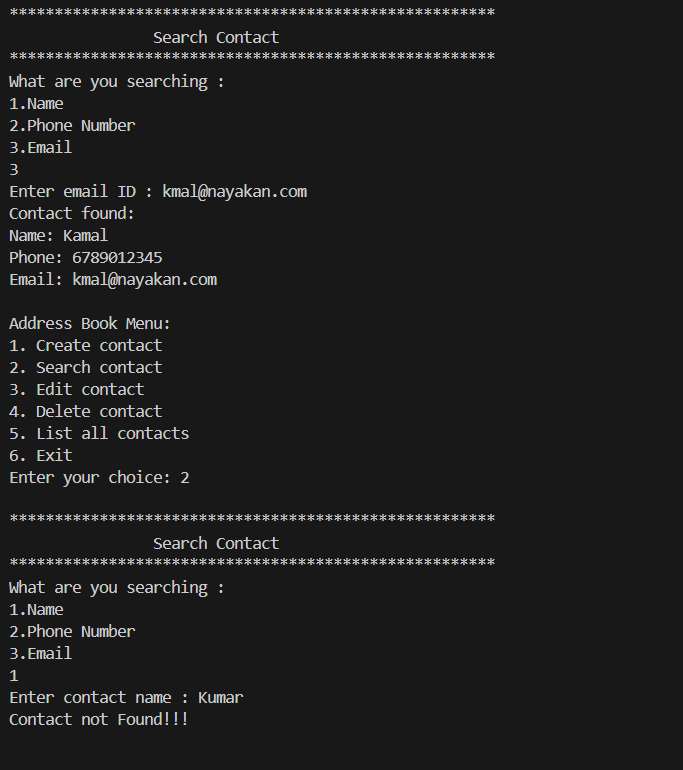 ******************************************************
Search Contact
******************************************************
What are you searching :
1.Name
2.Phone Number
3.Email
3
Enter email ID : kmal@nayakan.com
Contact found:
Name: Kamal
Phone: 6789012345
Email: kmal@nayakan.com
Address Book Menu:
1. Create contact
2. Search contact
3. Edit contact
4. Delete contact
5. List all contacts
6. Exit
Enter your choice: 2
******************************************************
Search Contact
******************************************************
What are you searching :
1.Name
2.Phone Number
3.Email
1
Enter contact name : Kumar
Contact not Found!!!